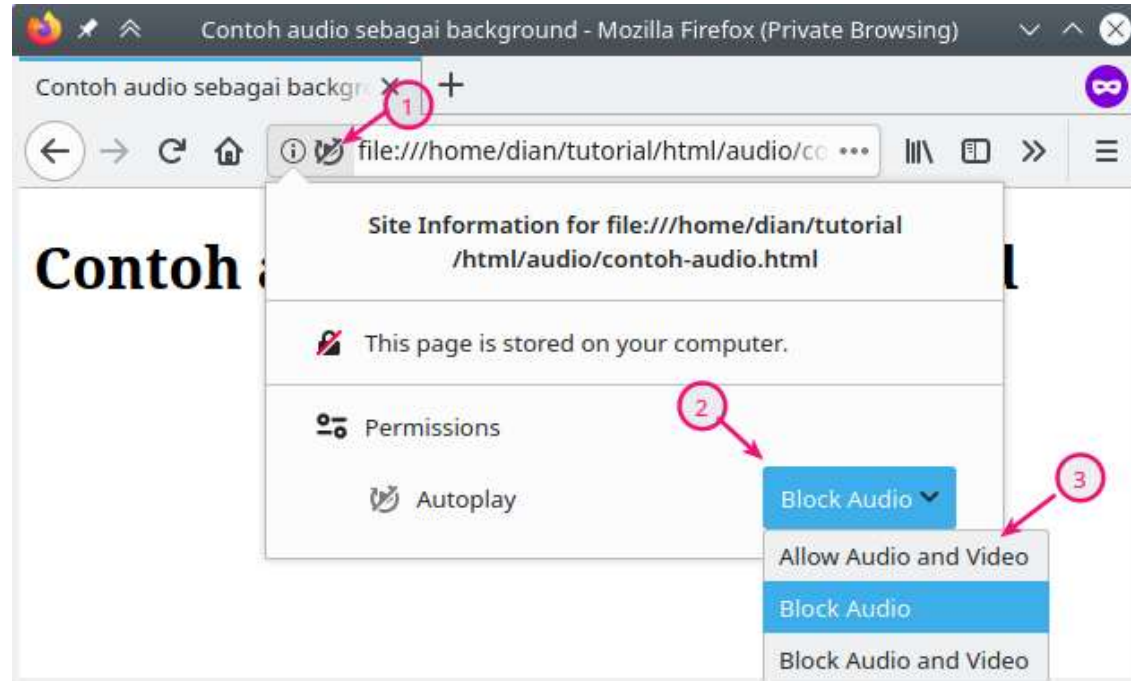 Contoh audio sebagai background - Mozilla Firefox (Private Browsing)
Contoh audio sebagai backgr
1
file:///home/dian/tutorial/html/audio/co
Site Information for file:///home/dian/tutorial
/html/audio/contoh-audio.html
Contoh
This page is stored on your computer.
2
Permissions
3
Autoplay
Block Audio
Allow Audio and Video
Block Audio
Block Audio and Video